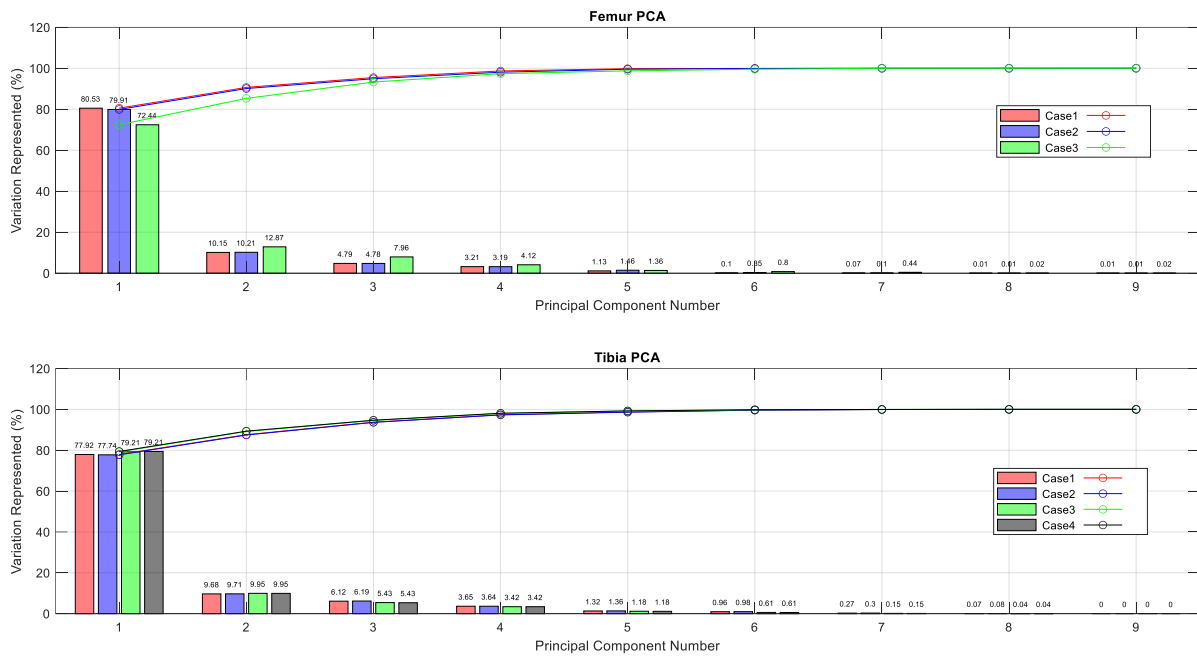 Femur PCA
Variation Represented (%)
120
100
80
60
40
20
0
80.53 79.91 72.44
10.15 10.21 12.87
4.79 4.78 7.96
3.21 3.19 4.12
1.13 1.46 1.36
0.1 0.8
0.07 0.1 0.44
0.01 0.01 0.02
0.01 0.01 0.02
Case1
Case2
Case3
1 2 3 4 5 6 7 8 9
Principal Component Number
Tibia PCA
Variation Represented (%)
120
100
80
60
40
20
0
77.92 77.74 79.21 79.21
9.68 9.71 9.95 9.95
6.12 6.19 5.43 5.43
3.65 3.64 3.42 3.42
1.32 1.36 1.18 1.18
0.96 0.98 0.61 0.61
0.27 0.3 0.15 0.15
0.07 0.08 0.04 0.04
0 0 0 0
Case1
Case2
Case3
Case4
1 2 3 4 5 6 7 8 9
Principal Component Number